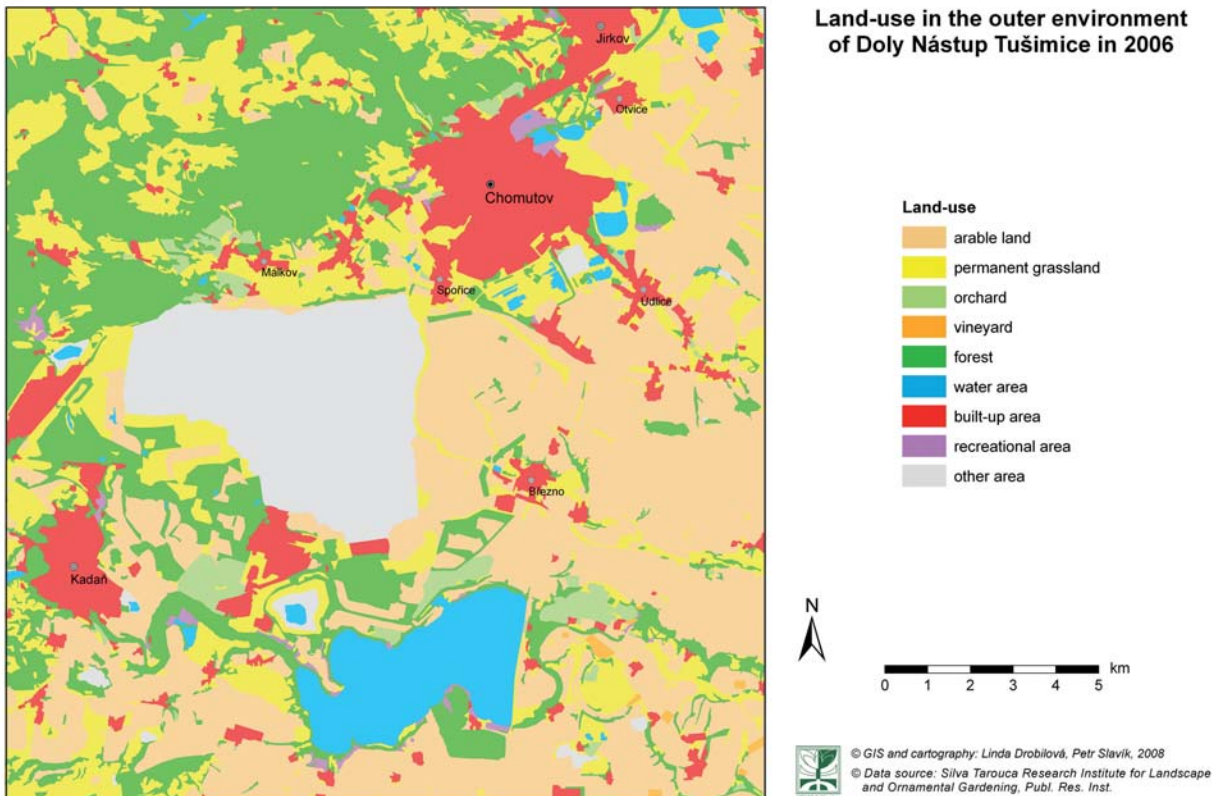 Land-use in the outer environment
of Doly Nástup Tušimice in 2006
Jirkov
Otvice
Chomutov
Málkov
Spořice
Údlice
Březno
Kadaň
Land-use
arable land
permanent grassland
orchard
vineyard
forest
water area
built-up area
recreational area
other area
N
km
0 1 2 3 4 5
© GIS and cartography: Linda Drobilová, Petr Slavík, 2008
© Data source: Silva Tarouca Research Institute for Landscape
and Ornamental Gardening, Publ. Res. Inst.